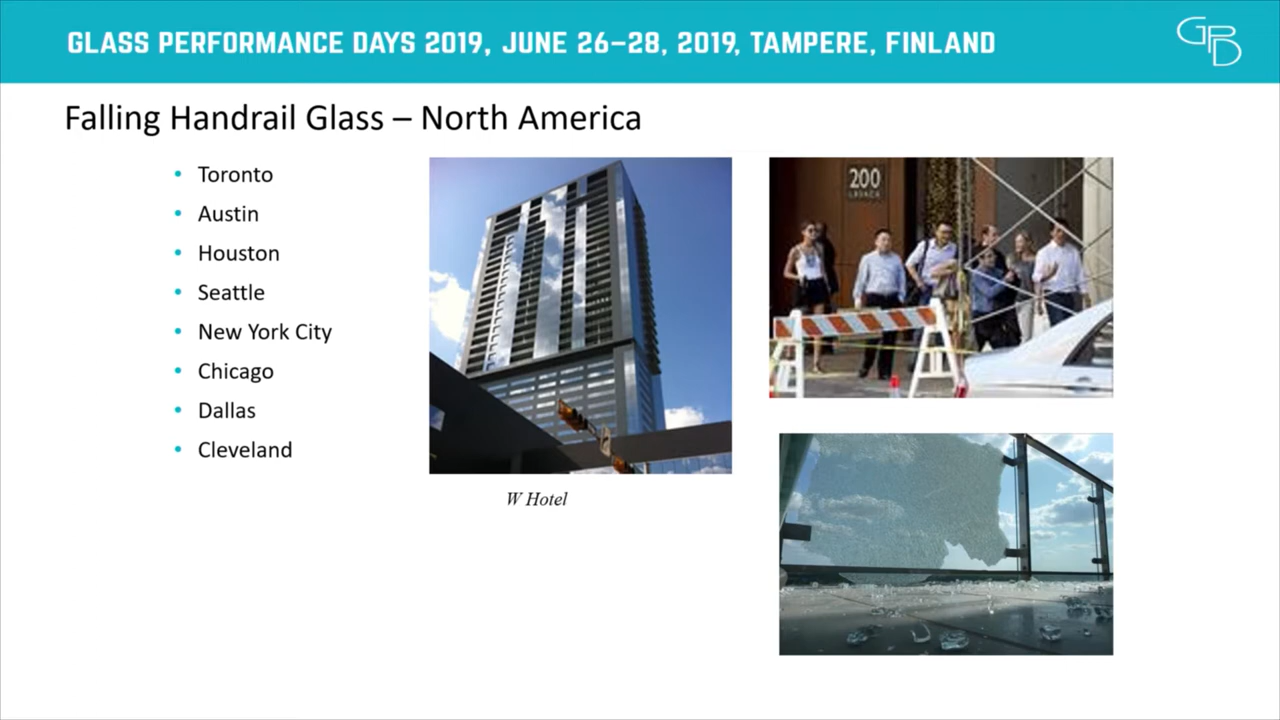 GLASS PERFORMANCE DAYS 2019, JUNE 26–28, 2019, TAMPERE, FINLAND
GPD
Falling Handrail Glass – North America
• Toronto
• Austin
• Houston
• Seattle
• New York City
• Chicago
• Dallas
• Cleveland
200
W Hotel